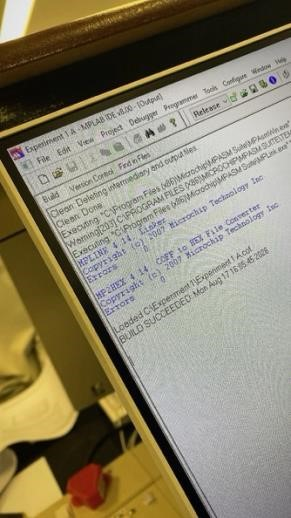 Experiment 1 A - MPLAB IDE v8.00 - [Output]
File Edit View Project Debugger Programmer Tools Configure Window Help
Release
Build Version Control Find in Files
Clean: Deleting intermediary and output files.
Clean: Done.
Executing: "C:\Program Files (x86)\Microchip\MPASM Suite\MPAsmWin.exe"
Warning[203] C:\PROGRAM FILES (X86)\MICROCHIP\MPASM SUITE\
Executing: "C:\Program Files (x86)\Microchip\MPASM Suite\MPLink.exe"
MPLINK 4.14, Linker
Copyright (c) 2007 Microchip Technology Inc.
Errors : 0
MP2HEX 4.14, COFF to HEX File Converter
Copyright (c) 2007 Microchip Technology Inc.
Errors : 0
Loaded C:\Experiment 1\Experiment 1 A.cof.
BUILD SUCCEEDED: Mon Aug 17 16:55:45 2026